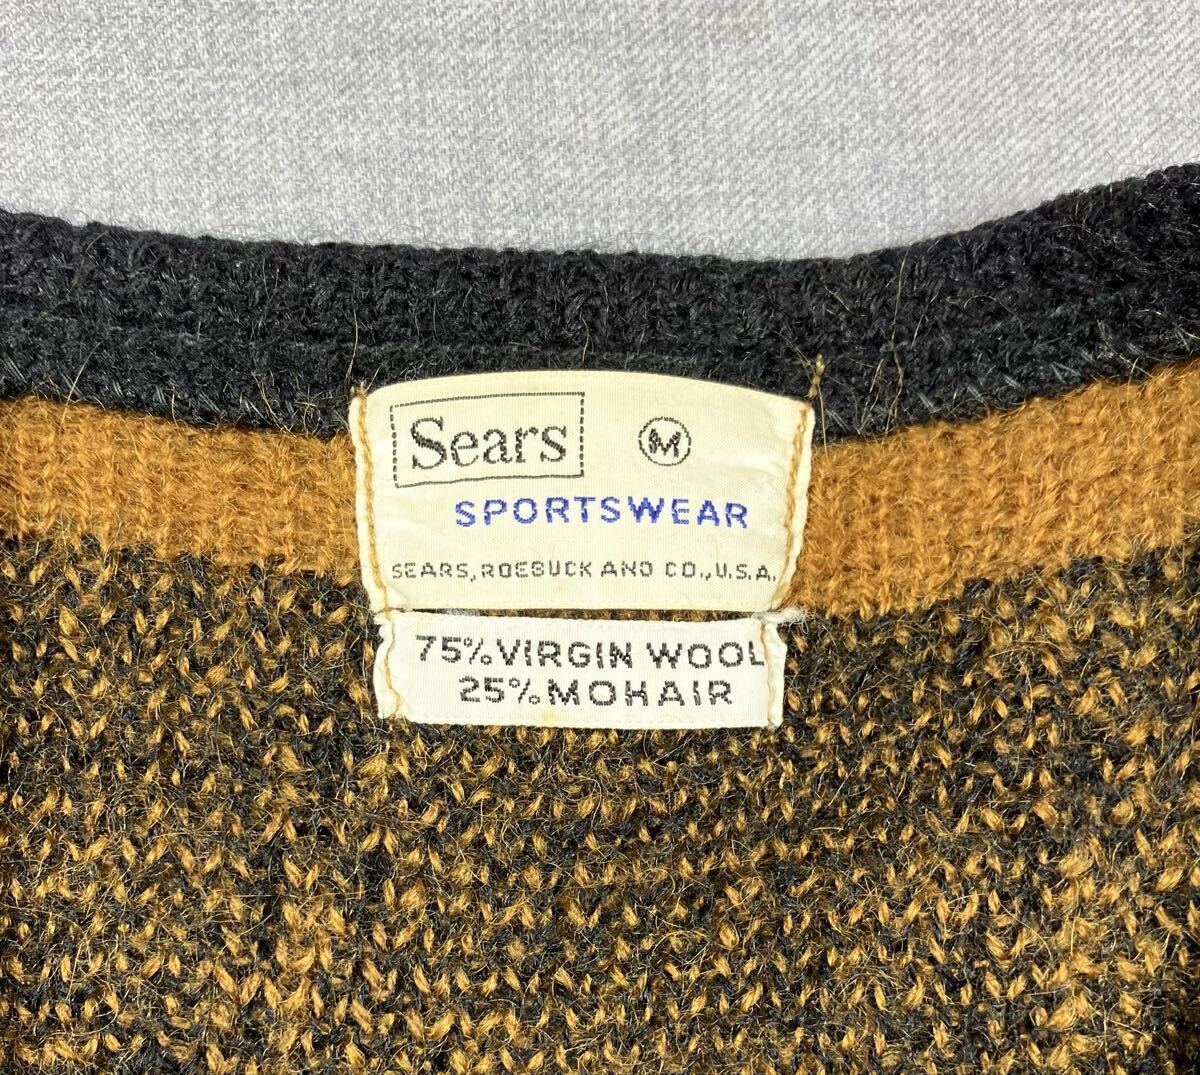 Sears M
SPORTSWEAR
SEARS, ROEBUCK AND CO., U.S.A.
75% VIRGIN WOOL
25% MOHAIR